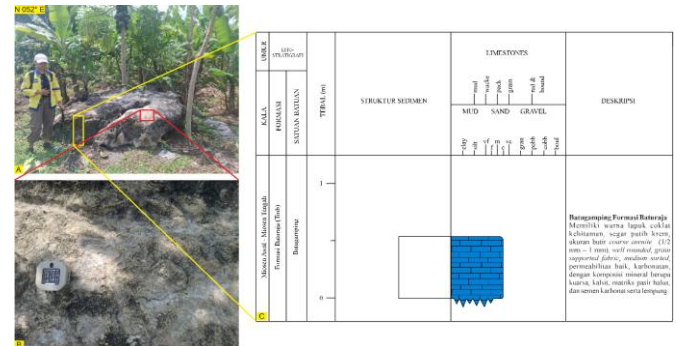 N 052° E
A
B
C
UMUR
LITO-
STRATIGRAFI
KALA
FORMASI
SATUAN BATUAN
TEBAL (m)
STRUKTUR SEDIMEN
LIMESTONES
mud
wacke
pack
grain
rud &
bound
MUD SAND GRAVEL
clay
silt
vf
f
m
c
vc
gran
pebb
cobb
boul
DESKRIPSI
Miosen Awal - Miosen Tengah
Formasi Baturaja (Tmb)
Batugamping
1
0
Batugamping Formasi Baturaja
Memiliki warna lapuk coklat
kehitaman, segar putih krem,
ukuran butir coarse arenite (1/2
mm – 1 mm), well rounded, grain
supported fabric, medium sorted,
permeabilitas baik, karbonatan,
dengan komposisi mineral berupa
kuarsa, kalsit, matriks pasir halus,
dan semen karbonat serta lempung.